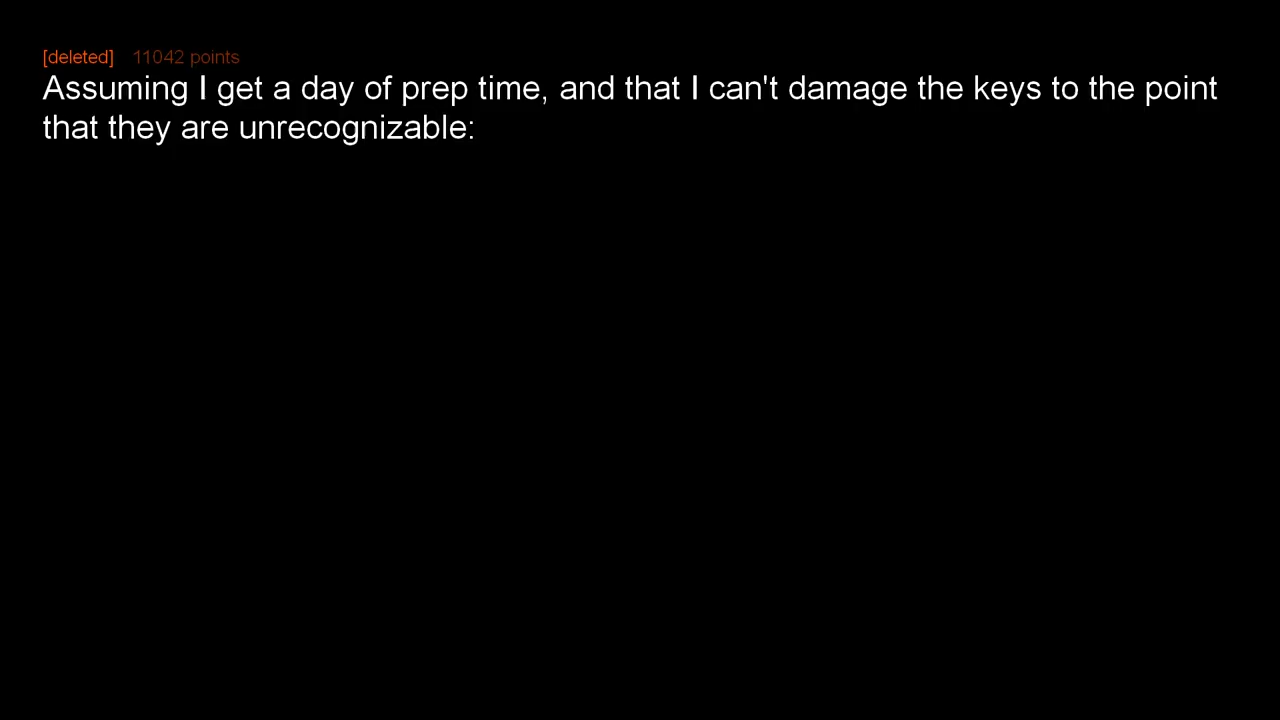 [deleted] 11042 points
Assuming I get a day of prep time, and that I can't damage the keys to the point
that they are unrecognizable: